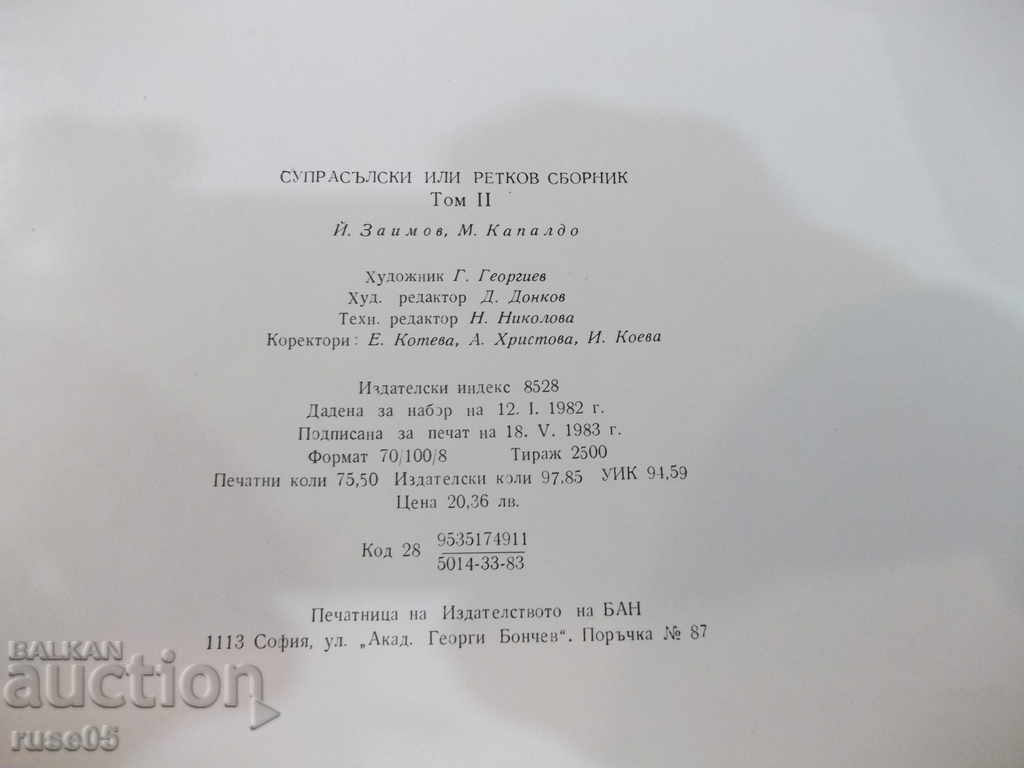 СУПРАСЪЛСКИ ИЛИ РЕТКОВ СБОРНИК
Том II
Й. Заимов, М. Капалдо
Художник Г. Георгиев
Худ. редактор Д. Донков
Техн. редактор Н. Николова
Коректори: Е. Котева, А. Христова, И. Коева
Издателски индекс 8528
Дадена за набор на 12. I. 1982 г.
Подписана за печат на 18. V. 1983 г.
Формат 70/100/8 Тираж 2500
Печатни коли 75,50 Издателски коли 97,85 УИК 94,59
Цена 20,36 лв.
Код 28 9535174911
5014-33-83
Печатница на Издателството на БАН
1113 София, ул. „Акад. Георги Бончев“. Поръчка № 87
BALKAN
auction
ruse05